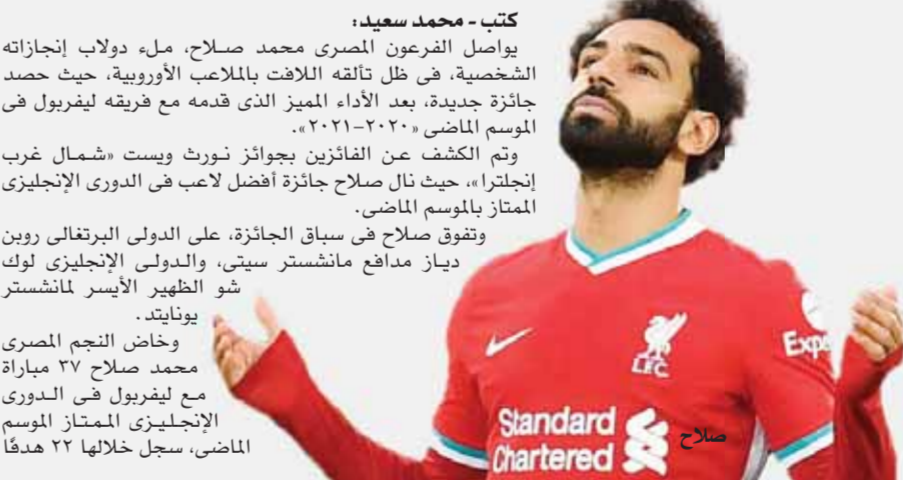 كتب - محمد سعيد:
يواصل الفرعون المصرى محمد صلاح، ملء دولاب إنجازاته
الشخصية، فى ظل تألقه اللافت بالملاعب الأوروبية، حيث حصد
جائزة جديدة، بعد الأداء المميز الذى قدمه مع فريقه ليفربول فى
الموسم الماضى «٢٠٢٠-٢٠٢١».
وتم الكشف عن الفائزين بجوائز نورث ويست «شمال غرب
إنجلترا»، حيث نال صلاح جائزة أفضل لاعب فى الدورى الإنجليزى
الممتاز بالموسم الماضى.
وتفوق صلاح فى سباق الجائزة، على الدولى البرتغالى روبن
دياز مدافع مانشستر سيتى، والدولى الإنجليزى لوك
شو الظهير الأيسر لمانشستر
يونايتد.
وخاض النجم المصرى
محمد صلاح ٣٧ مباراة
مع ليفربول فى الدورى
الإنجليزى الممتاز الموسم
الماضى، سجل خلالها ٢٢ هدفًا
L.F.C.
Expe
Standard
Chartered
صلاح